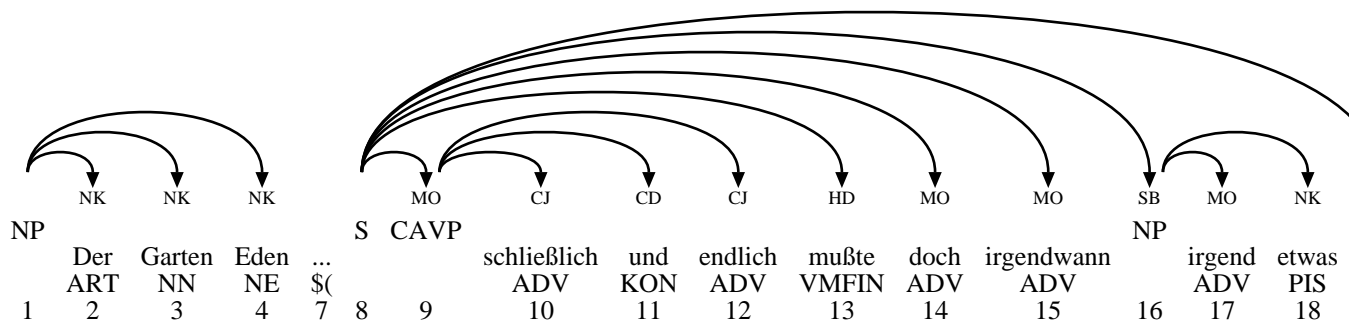 NK NK NK MO CJ CD CJ HD MO MO SB MO NK
NP S CAVP NP
Der Garten Eden ... schließlich und endlich mußte doch irgendwann irgend etwas
ART NN NE $( ADV KON ADV VMFIN ADV ADV ADV PIS
1 2 3 4 7 8 9 10 11 12 13 14 15 16 17 18